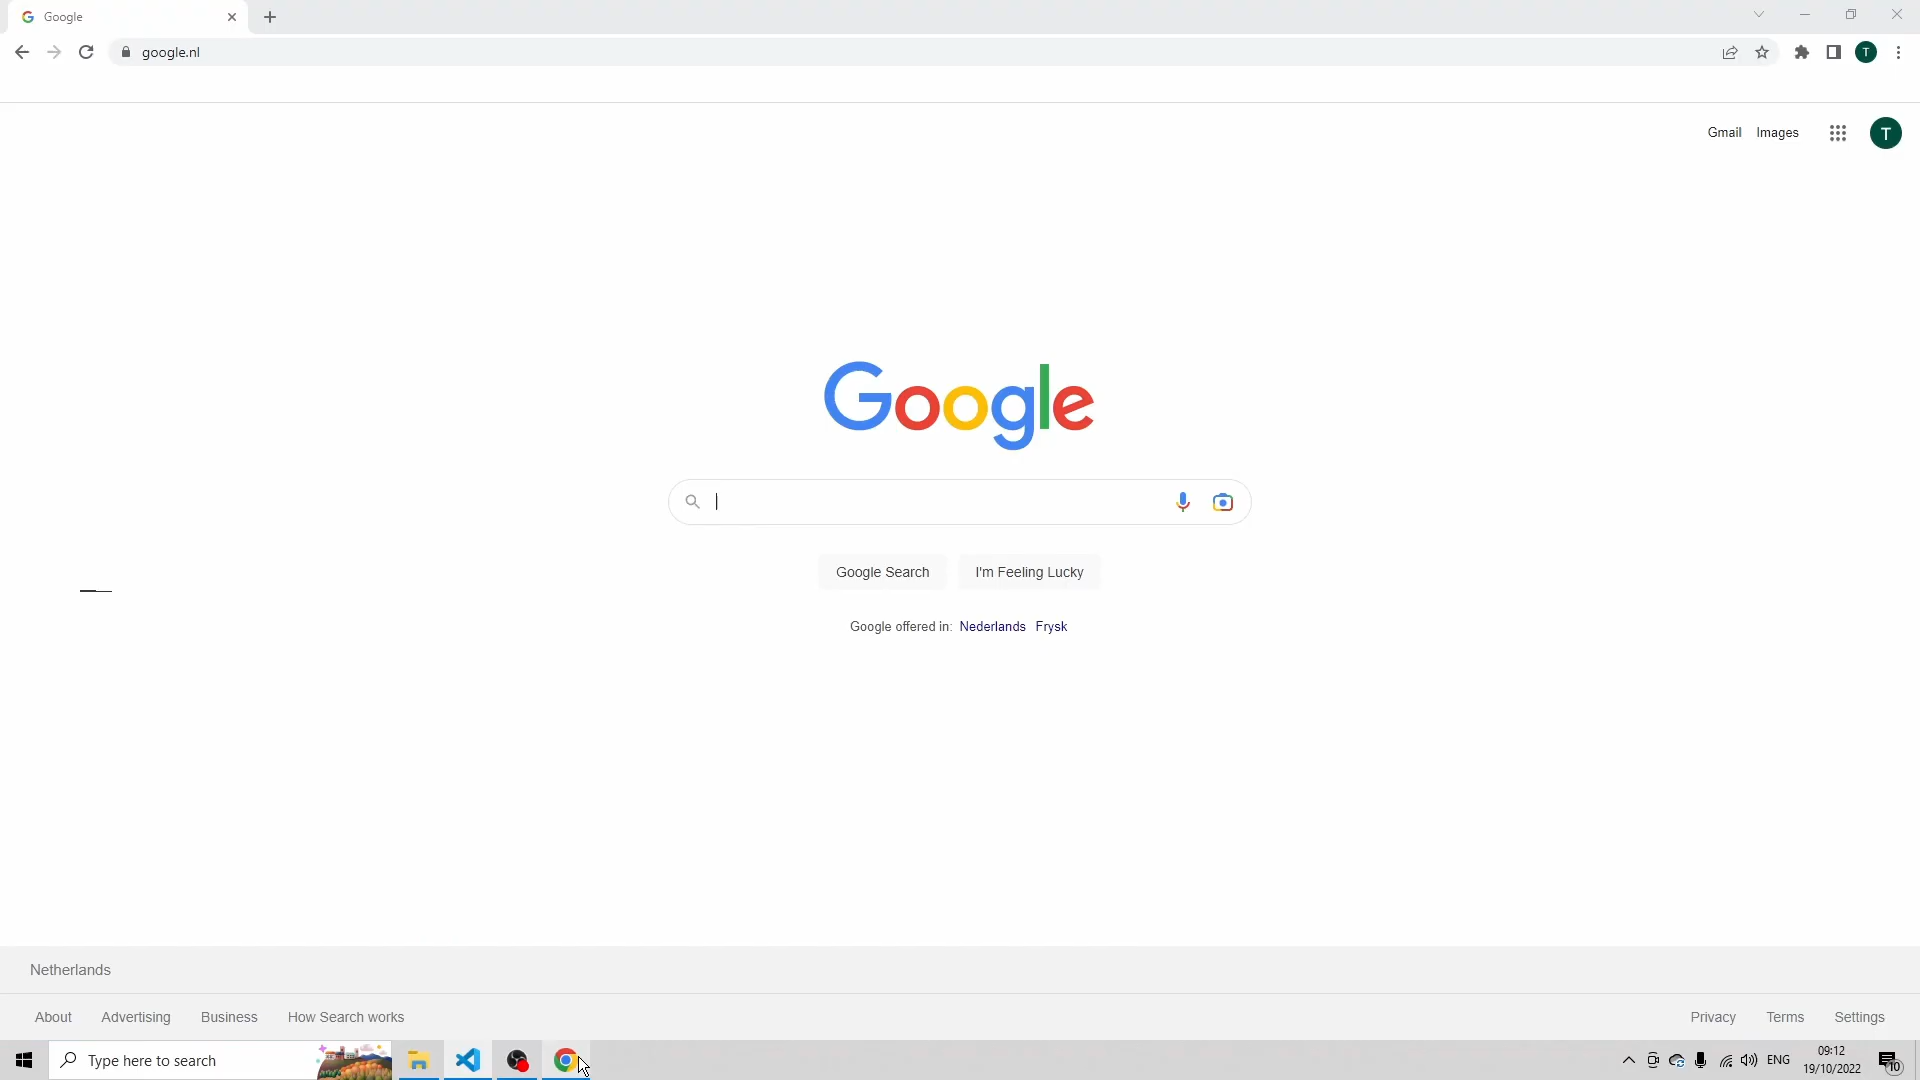 Google
google.nl
T
Gmail Images
T
Google
Google Search I'm Feeling Lucky
Google offered in: Nederlands Frysk
Netherlands
About Advertising Business How Search works
Privacy Terms Settings
Type here to search
ENG
09:12
19/10/2022
10